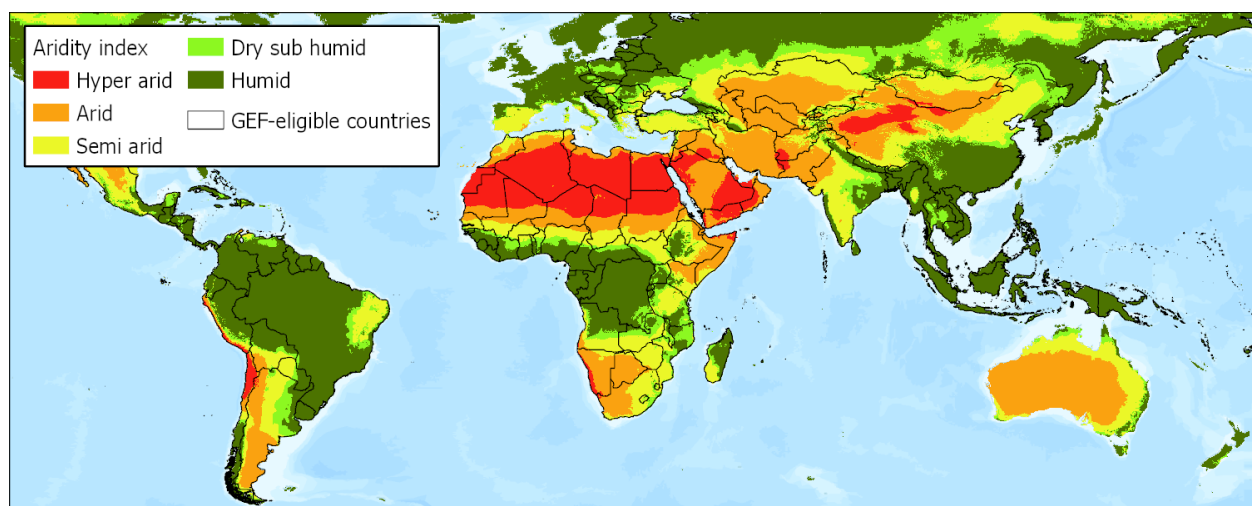 Aridity index
Hyper arid
Arid
Semi arid
Dry sub humid
Humid
GEF-eligible countries